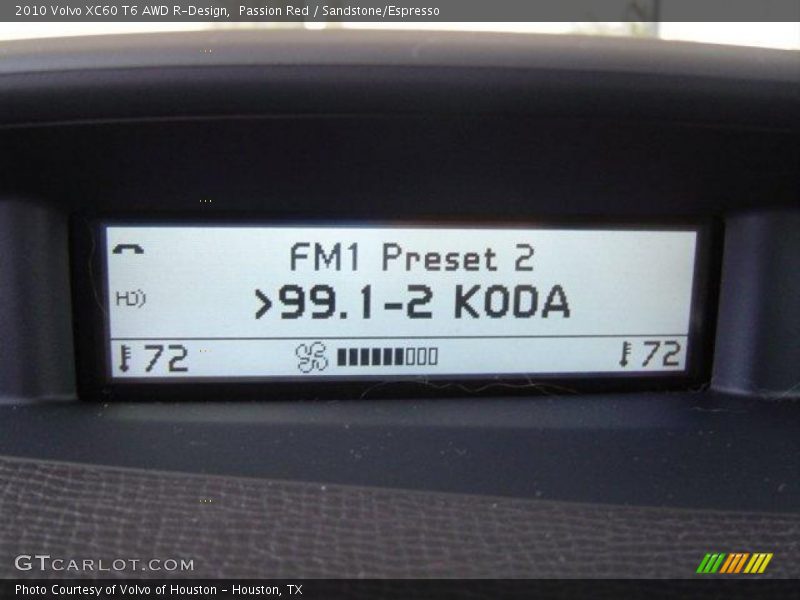 2010 Volvo XC60 T6 AWD R-Design, Passion Red / Sandstone/Espresso
FM1 Preset 2
HD)
>99.1-2 KODA
72 72
GTCARLOT.COM
Photo Courtesy of Volvo of Houston - Houston, TX